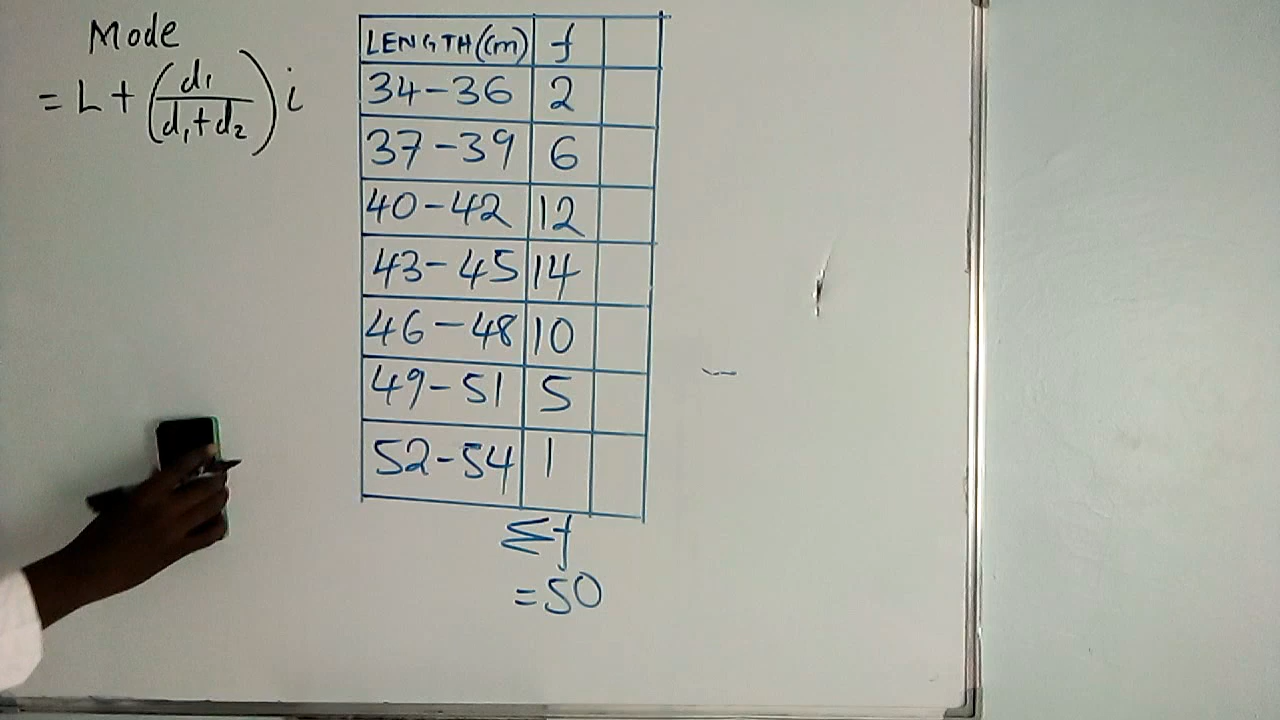 Mode
= L + (d₁/(d₁+d₂)) i
LENGTH(cm) f
34-36 2
37-39 6
40-42 12
43-45 14
46-48 10
49-51 5
52-54 1
Σf
=50